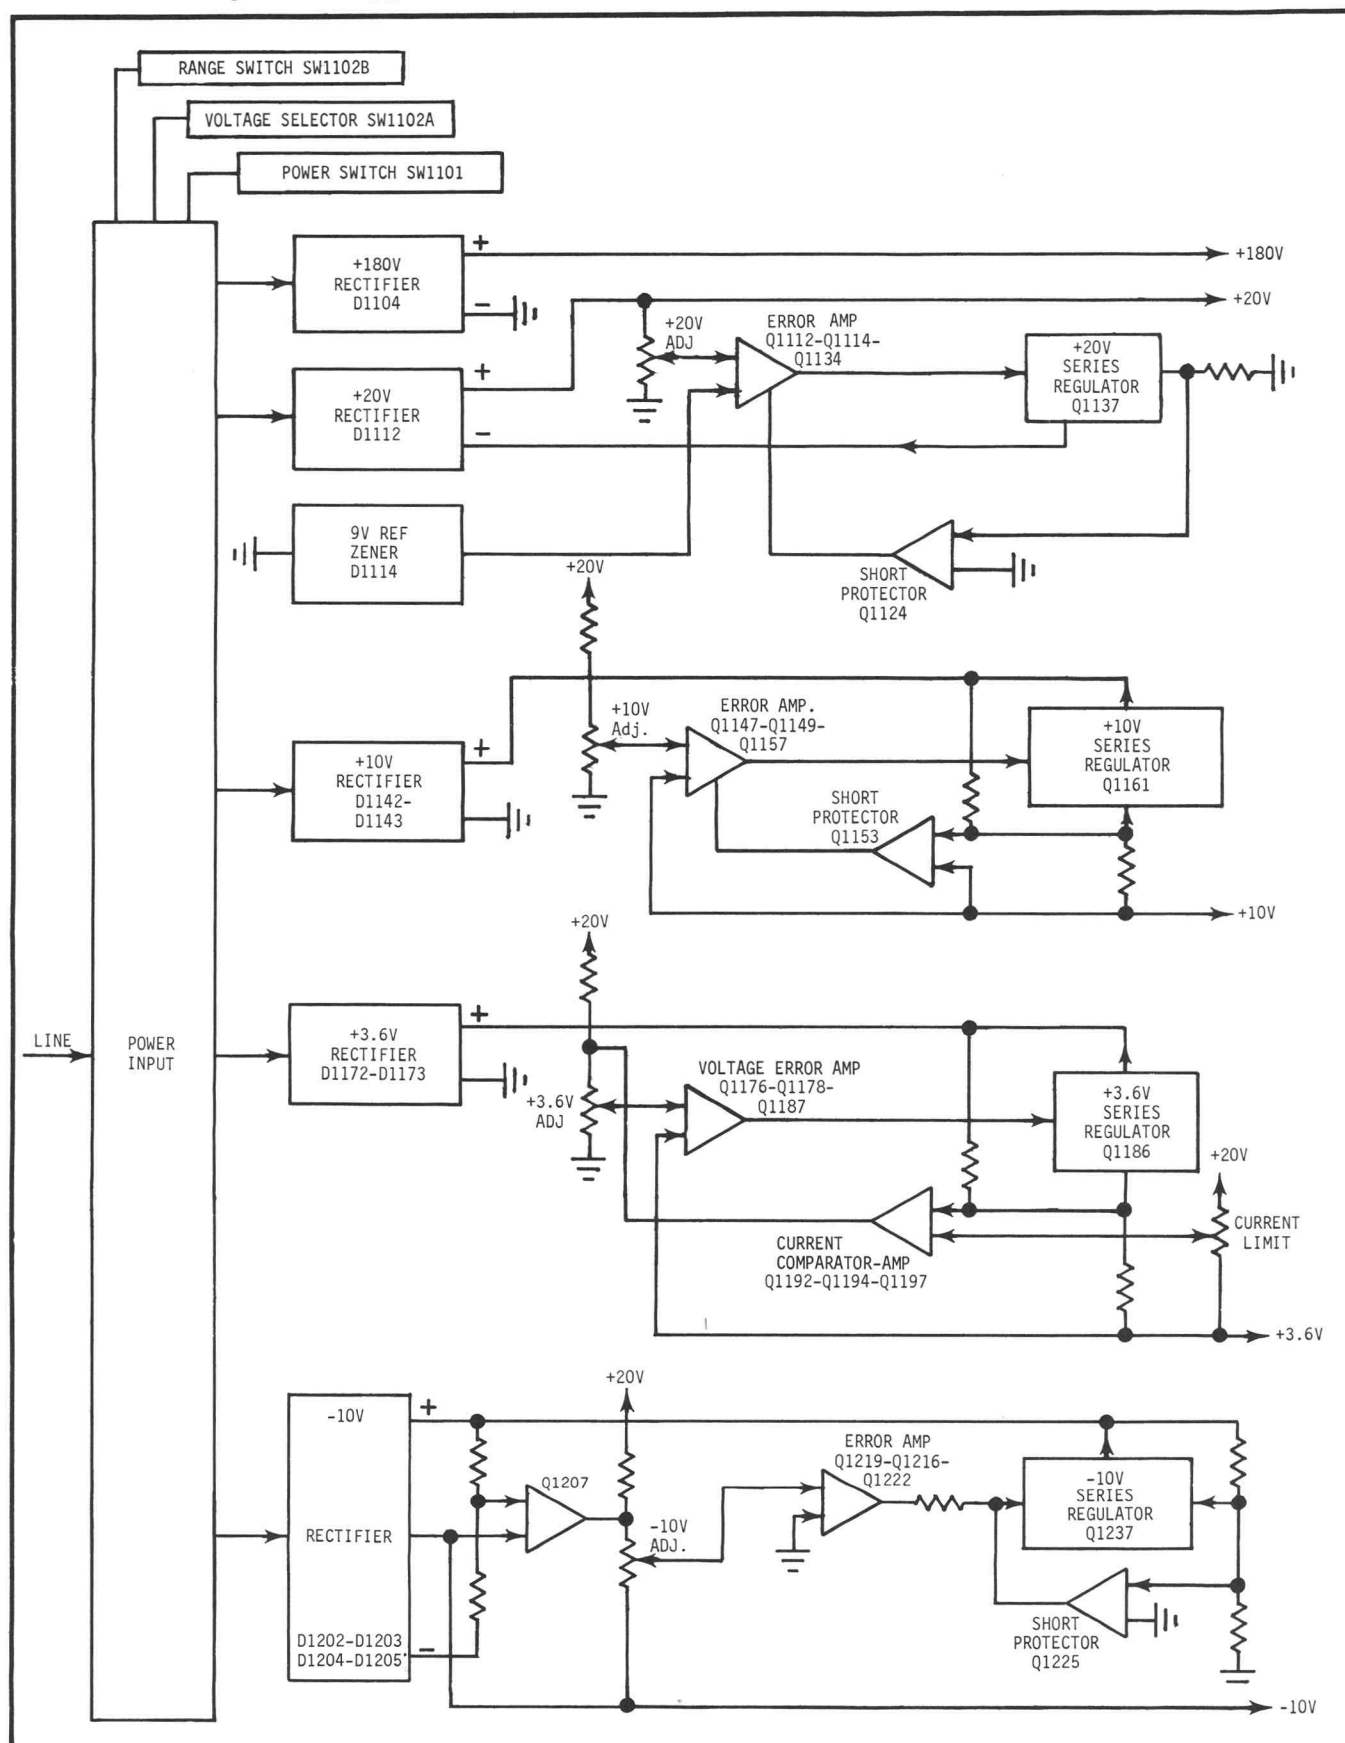 RANGE SWITCH SW1102B
VOLTAGE SELECTOR SW1102A
POWER SWITCH SW1101
+180V
RECTIFIER
D1104
+
−
+180V
+20V
+20V
ADJ
ERROR AMP
Q1112-Q1114-
Q1134
+20V
SERIES
REGULATOR
Q1137
+20V
RECTIFIER
D1112
+
−
9V REF
ZENER
D1114
SHORT
PROTECTOR
Q1124
+20V
+10V
Adj.
ERROR AMP.
Q1147-Q1149-
Q1157
+10V
SERIES
REGULATOR
Q1161
+10V
RECTIFIER
D1142-
D1143
+
SHORT
PROTECTOR
Q1153
+10V
+20V
LINE
POWER
INPUT
+3.6V
RECTIFIER
D1172-D1173
+
+3.6V
ADJ
VOLTAGE ERROR AMP
Q1176-Q1178-
Q1187
+3.6V
SERIES
REGULATOR
Q1186
+20V
CURRENT
LIMIT
CURRENT
COMPARATOR-AMP
Q1192-Q1194-Q1197
+3.6V
+20V
-10V
RECTIFIER
D1202-D1203
D1204-D1205
+
−
Q1207
-10V
ADJ.
ERROR AMP
Q1219-Q1216-
Q1222
-10V
SERIES
REGULATOR
Q1237
SHORT
PROTECTOR
Q1225
-10V